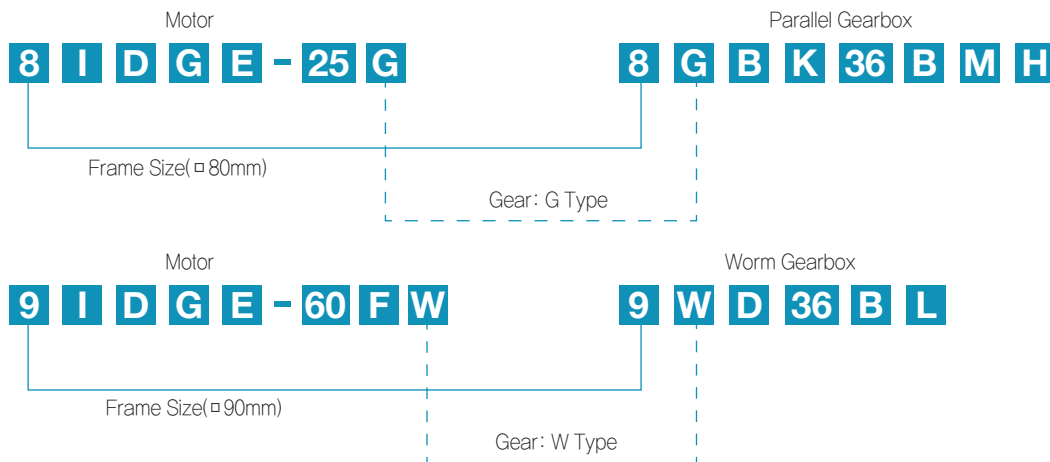 Motor Parallel Gearbox
8 I D G E - 25 G 8 G B K 36 B M H
Frame Size(□80mm)
Gear: G Type
Motor Worm Gearbox
9 I D G E - 60 F W 9 W D 36 B L
Frame Size(□90mm)
Gear: W Type